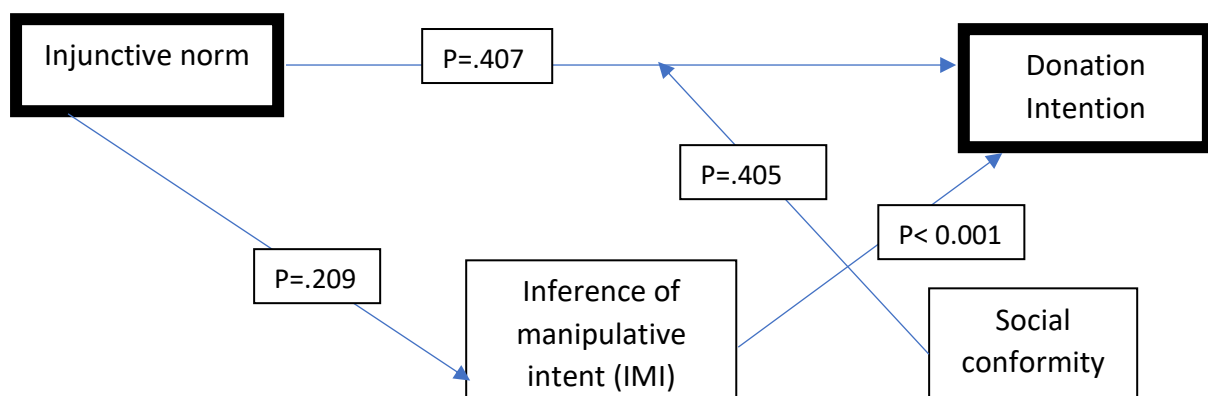 Injunctive norm
P=.407
Donation
Intention
P=.405
P< 0.001
P=.209
Inference of
manipulative
intent (IMI)
Social
conformity